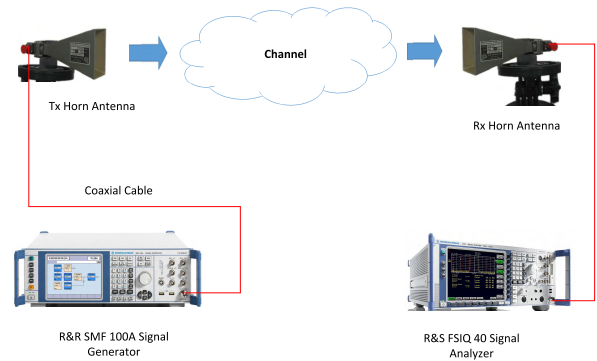 Channel
Tx Horn Antenna
Rx Horn Antenna
Coaxial Cable
R&R SMF 100A Signal
Generator
R&S FSIQ 40 Signal
Analyzer